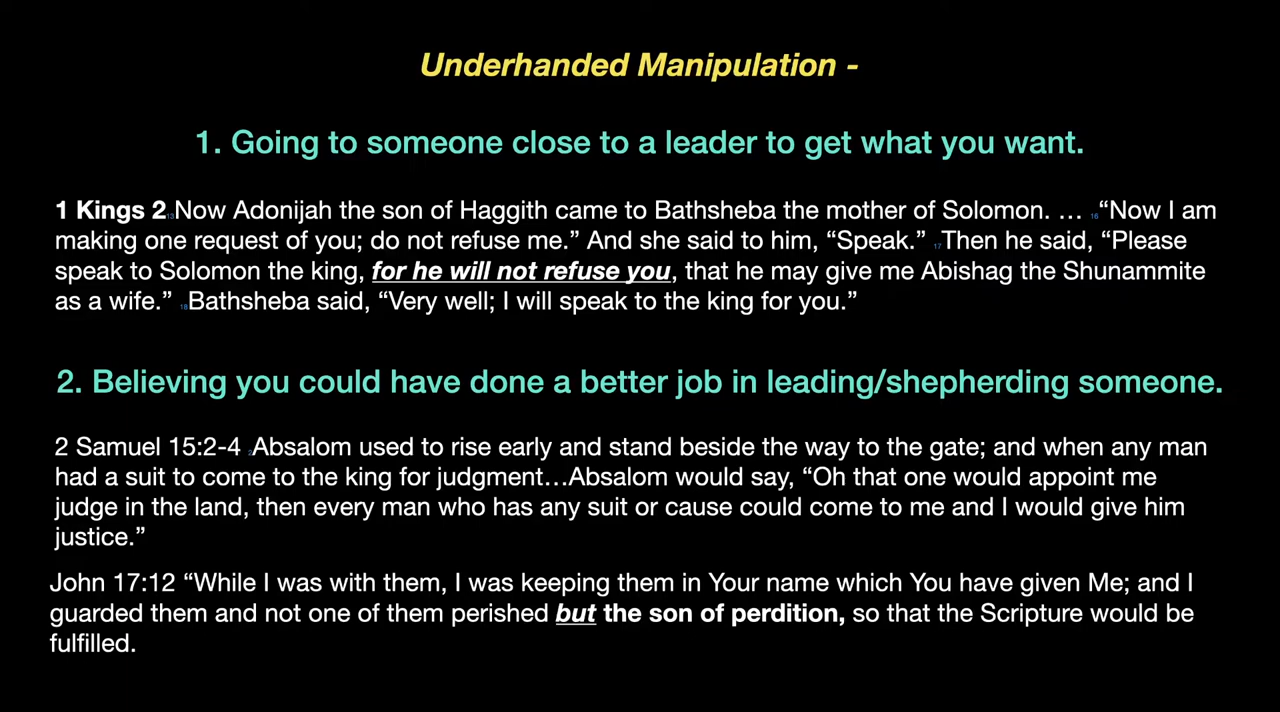 Underhanded Manipulation -
1. Going to someone close to a leader to get what you want.
1 Kings 2 13 Now Adonijah the son of Haggith came to Bathsheba the mother of Solomon. … 16 “Now I am
making one request of you; do not refuse me.” And she said to him, “Speak.” 17 Then he said, “Please
speak to Solomon the king, for he will not refuse you, that he may give me Abishag the Shunammite
as a wife.” 18 Bathsheba said, “Very well; I will speak to the king for you.”
2. Believing you could have done a better job in leading/shepherding someone.
2 Samuel 15:2-4 2 Absalom used to rise early and stand beside the way to the gate; and when any man
had a suit to come to the king for judgment…Absalom would say, “Oh that one would appoint me
judge in the land, then every man who has any suit or cause could come to me and I would give him
justice.”
John 17:12 “While I was with them, I was keeping them in Your name which You have given Me; and I
guarded them and not one of them perished but the son of perdition, so that the Scripture would be
fulfilled.